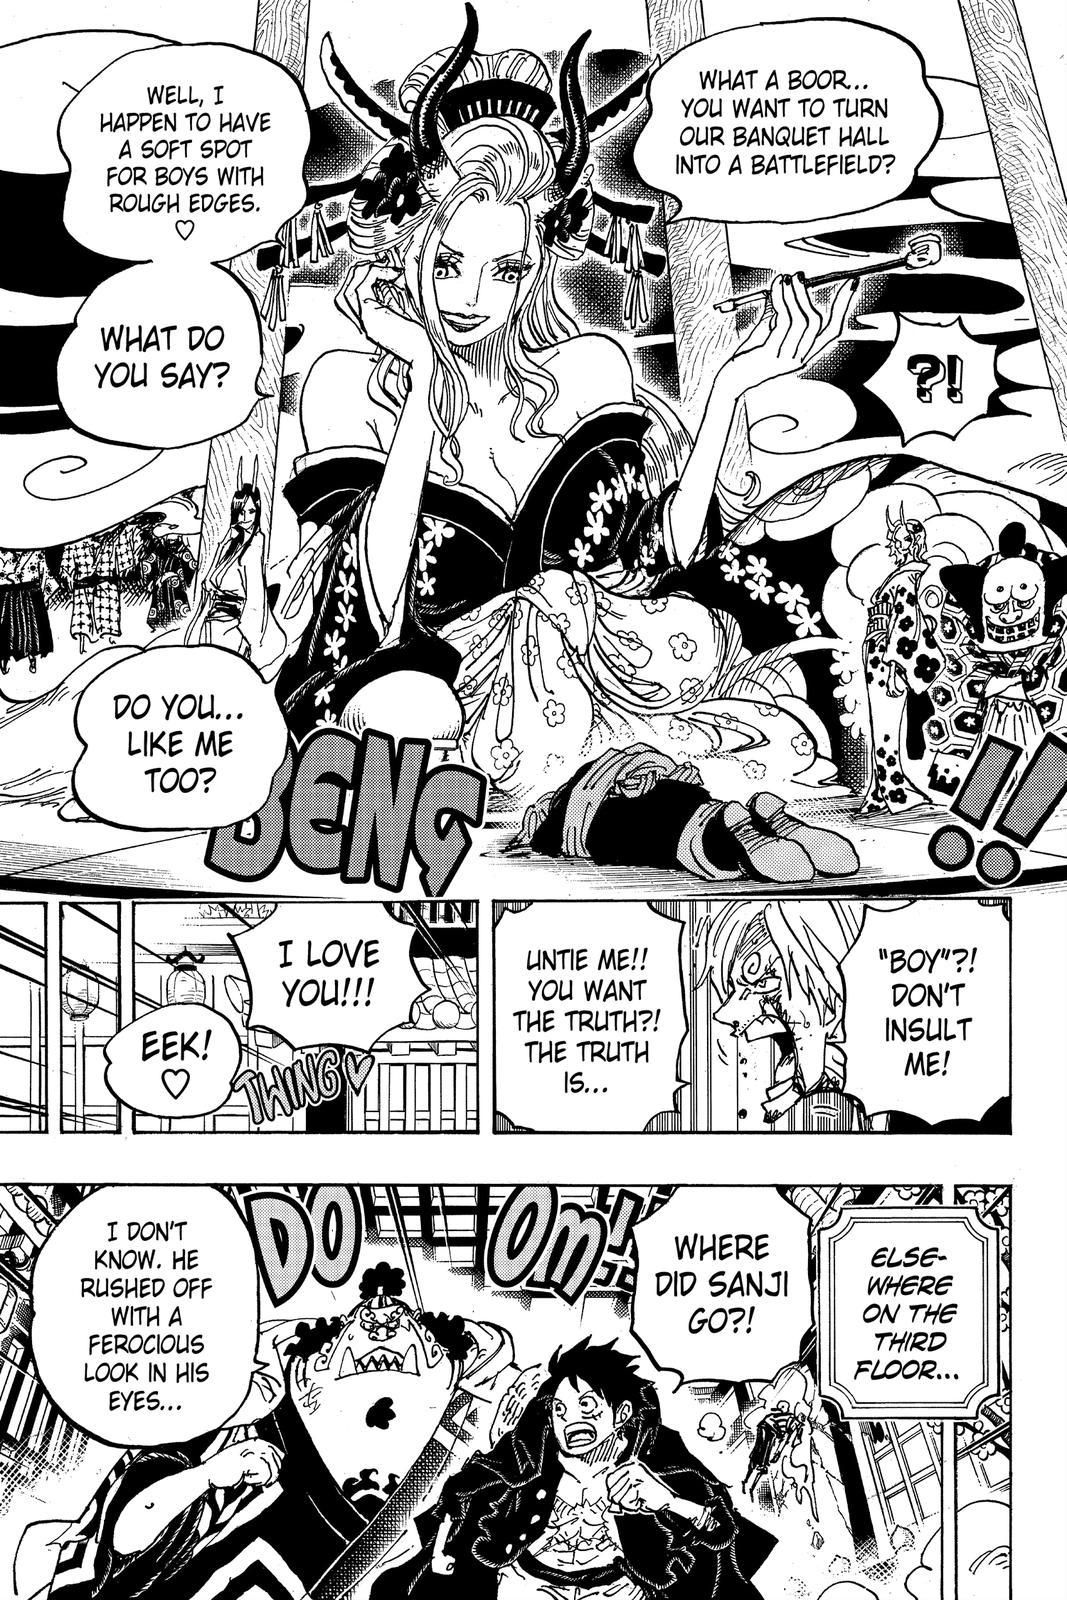 WHAT A BOOR...
YOU WANT TO TURN
OUR BANQUET HALL
INTO A BATTLEFIELD?
WELL, I
HAPPEN TO HAVE
A SOFT SPOT
FOR BOYS WITH
ROUGH EDGES.
♡
WHAT DO
YOU SAY?
?!
DO YOU...
LIKE ME
TOO?
BENG
!!
"BOY"?!
DON'T
INSULT
ME!
UNTIE ME!!
YOU WANT
THE TRUTH?!
THE TRUTH
IS...
I LOVE
YOU!!!
EEK!
♡
TWING♡
ELSE-
WHERE
ON THE
THIRD
FLOOR...
WHERE
DID SANJI
GO?!
DOOM!!
I DON'T
KNOW. HE
RUSHED OFF
WITH A
FEROCIOUS
LOOK IN HIS
EYES...